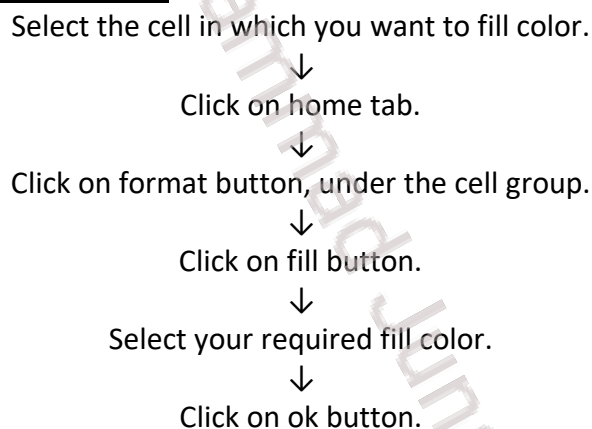 Select the cell in which you want to fill color.
↓
Click on home tab.
↓
Click on format button, under the cell group.
↓
Click on fill button.
↓
Select your required fill color.
↓
Click on ok button.